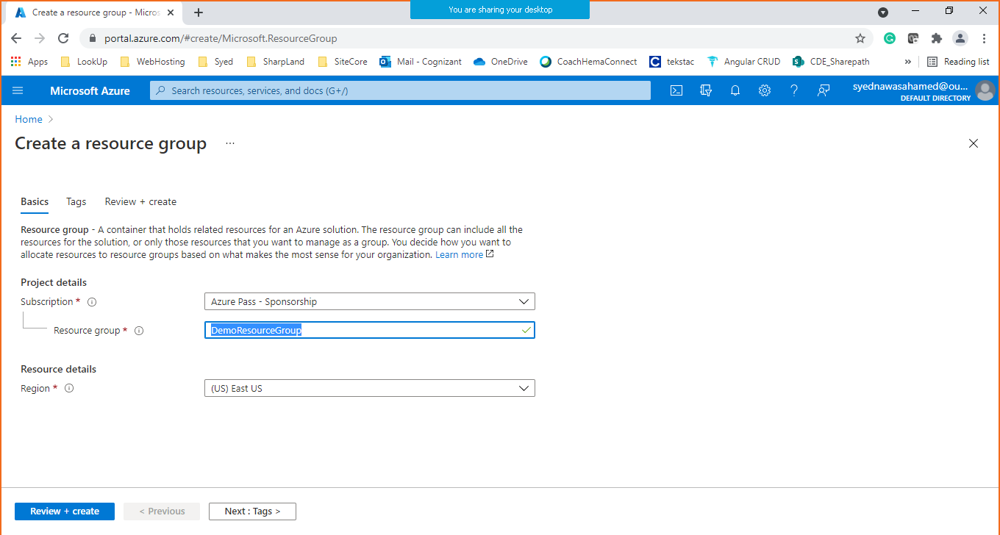 Create a resource group - Micros
You are sharing your desktop
portal.azure.com/#create/Microsoft.ResourceGroup
Apps LookUp WebHosting Syed SharpLand SiteCore Mail - Cognizant OneDrive CoachHemaConnect tekstac Angular CRUD CDE_Sharepath » Reading list
Microsoft Azure Search resources, services, and docs (G+/) syednawasahamed@ou...
DEFAULT DIRECTORY
Home >
Create a resource group ...
Basics Tags Review + create
Resource group - A container that holds related resources for an Azure solution. The resource group can include all the
resources for the solution, or only those resources that you want to manage as a group. You decide how you want to
allocate resources to resource groups based on what makes the most sense for your organization. Learn more
Project details
Subscription * Azure Pass - Sponsorship
Resource group * DemoResourceGroup
Resource details
Region * (US) East US
Review + create < Previous Next : Tags >